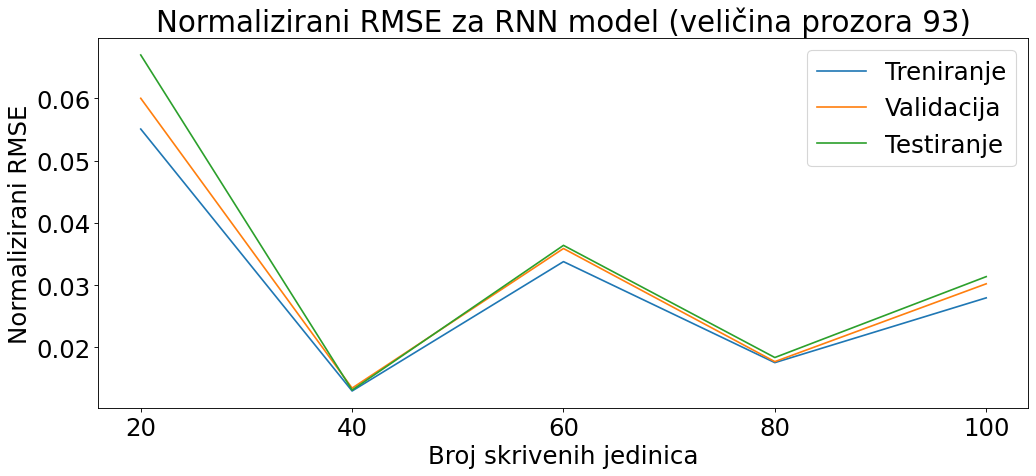 Normalizirani RMSE za RNN model (veličina prozora 93)
Treniranje
Validacija
Testiranje
Normalizirani RMSE
0.06
0.05
0.04
0.03
0.02
20 40 60 80 100
Broj skrivenih jedinica